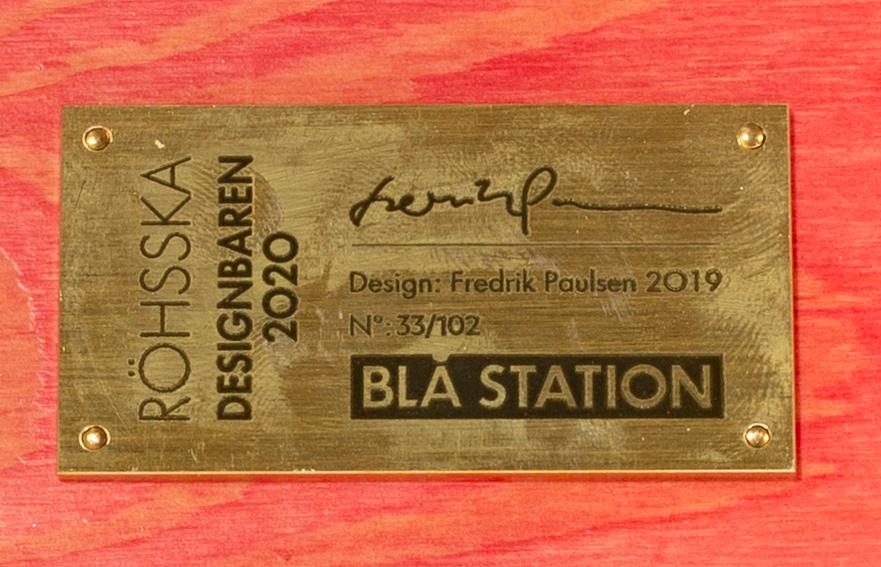 RÖHSSKA
DESIGNBAREN
2020
Design: Fredrik Paulsen 2019
N°: 33/102
BLÅ STATION